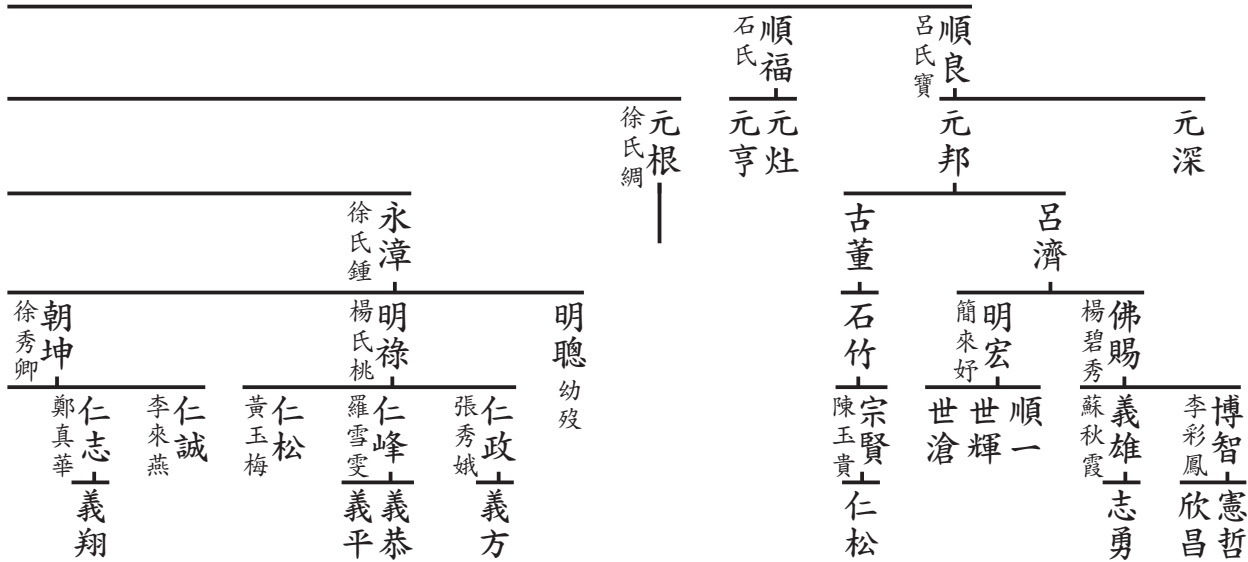 順良
呂氏寶
順福
石氏
元深
元邦
元灶
元亨
元根
徐氏綢
呂濟
古董
永漳
徐氏鍾
佛賜
楊碧秀
明宏
簡來妤
石竹
明聰
幼歿
明祿
楊氏桃
朝坤
徐秀卿
博智
李彩鳳
義雄
蘇秋霞
順一
世輝
世滄
宗賢
陳玉貴
仁政
張秀娥
仁峰
羅雪雯
仁松
黃玉梅
仁誠
李來燕
仁志
鄭真華
憲哲
欣昌
志勇
仁松
義方
義恭
義平
義翔